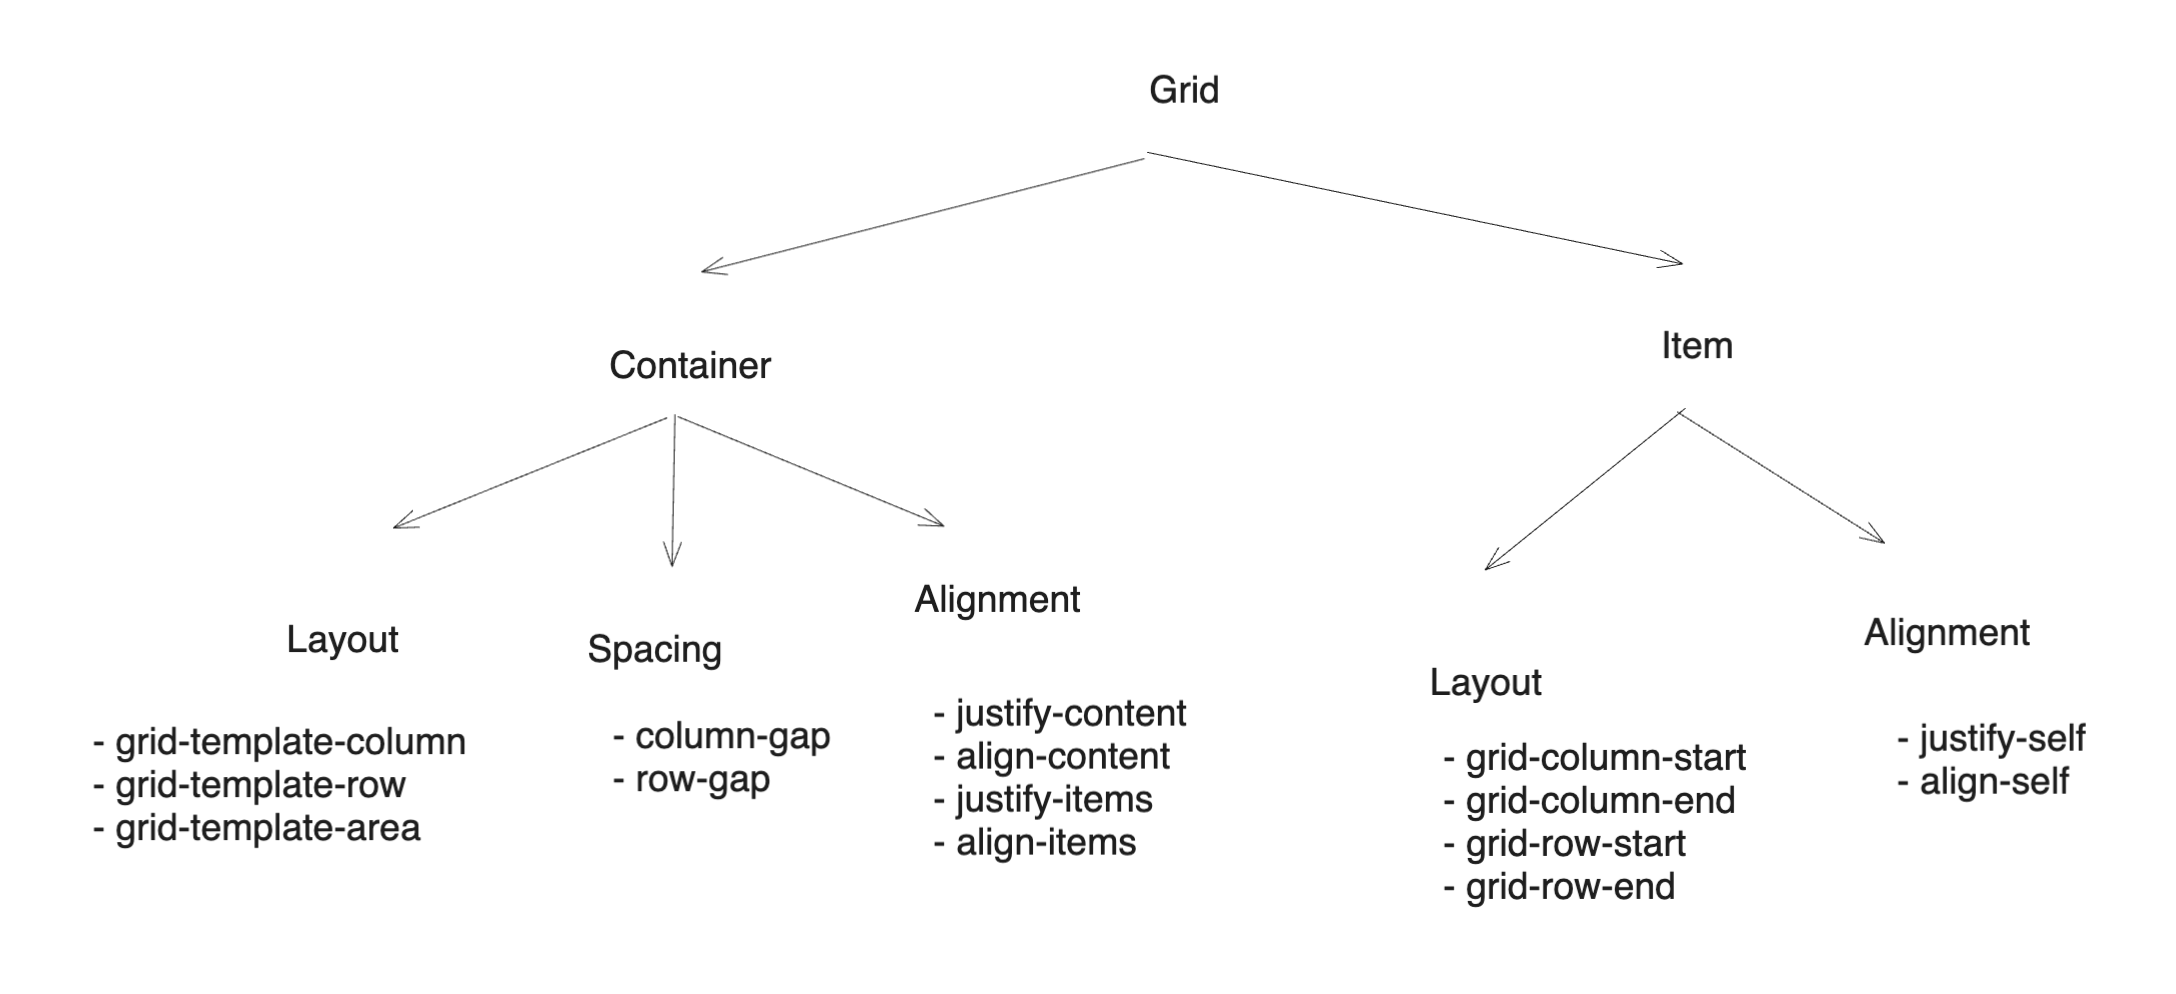 Grid
Container
Item
Layout
- grid-template-column
- grid-template-row
- grid-template-area
Spacing
- column-gap
- row-gap
Alignment
- justify-content
- align-content
- justify-items
- align-items
Layout
- grid-column-start
- grid-column-end
- grid-row-start
- grid-row-end
Alignment
- justify-self
- align-self